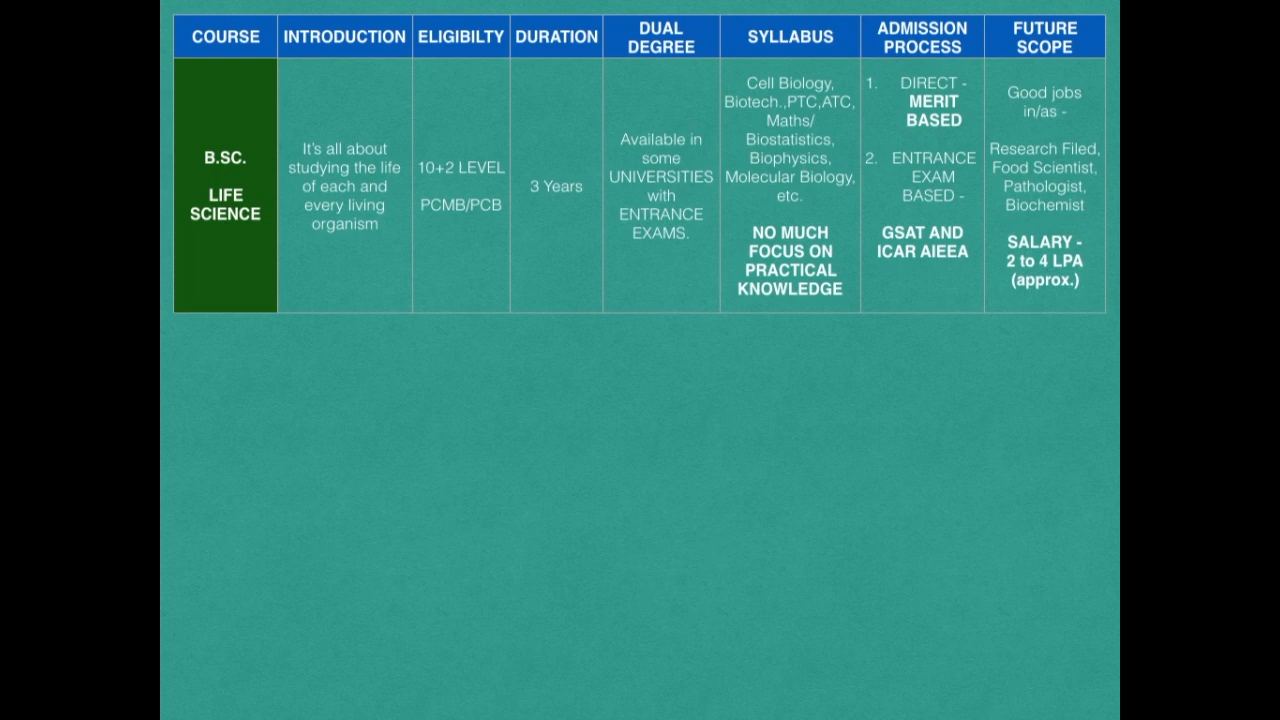 COURSE
INTRODUCTION
ELIGIBILTY
DURATION
DUAL
DEGREE
SYLLABUS
ADMISSION
PROCESS
FUTURE
SCOPE
B.SC.
LIFE
SCIENCE
It's all about
studying the life
of each and
every living
organism
10+2 LEVEL
PCMB/PCB
3 Years
Available in
some
UNIVERSITIES
with
ENTRANCE
EXAMS.
Cell Biology,
Biotech.,PTC,ATC,
Maths/
Biostatistics,
Biophysics,
Molecular Biology,
etc.
NO MUCH
FOCUS ON
PRACTICAL
KNOWLEDGE
1. DIRECT -
MERIT
BASED
2. ENTRANCE
EXAM
BASED -
GSAT AND
ICAR AIEEA
Good jobs
in/as -
Research Filed,
Food Scientist,
Pathologist,
Biochemist
SALARY -
2 to 4 LPA
(approx.)